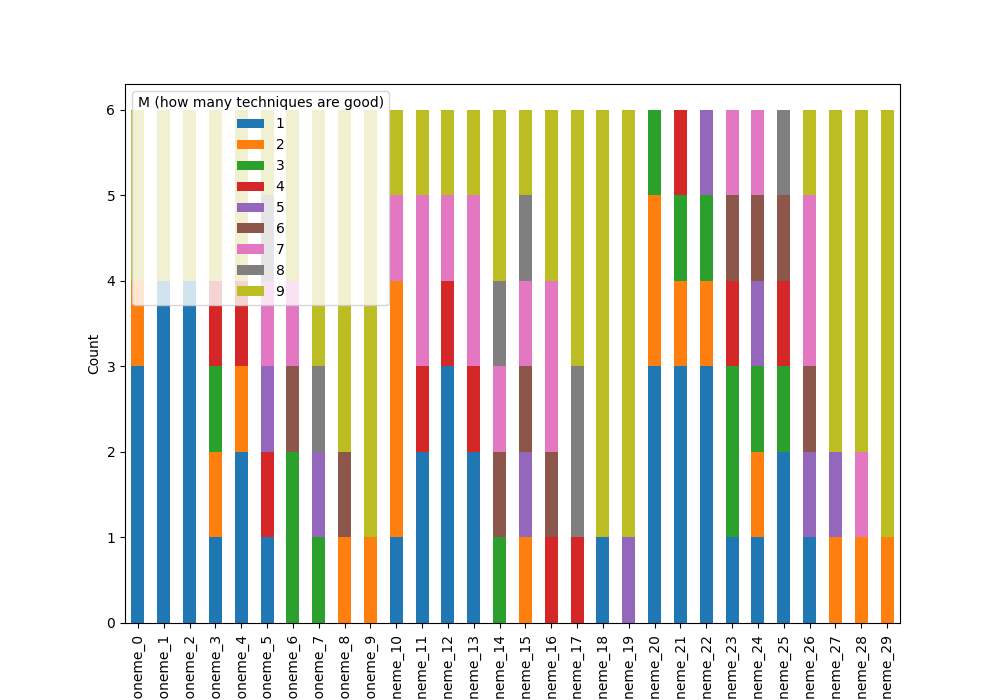 M (how many techniques are good)
1
2
3
4
5
6
7
8
9
6
5
4
3
2
1
0
Count
oneme_0
oneme_1
oneme_2
oneme_3
oneme_4
oneme_5
oneme_6
oneme_7
oneme_8
oneme_9
neme_10
neme_11
neme_12
neme_13
neme_14
neme_15
neme_16
neme_17
neme_18
neme_19
neme_20
neme_21
neme_22
neme_23
neme_24
neme_25
neme_26
neme_27
neme_28
neme_29